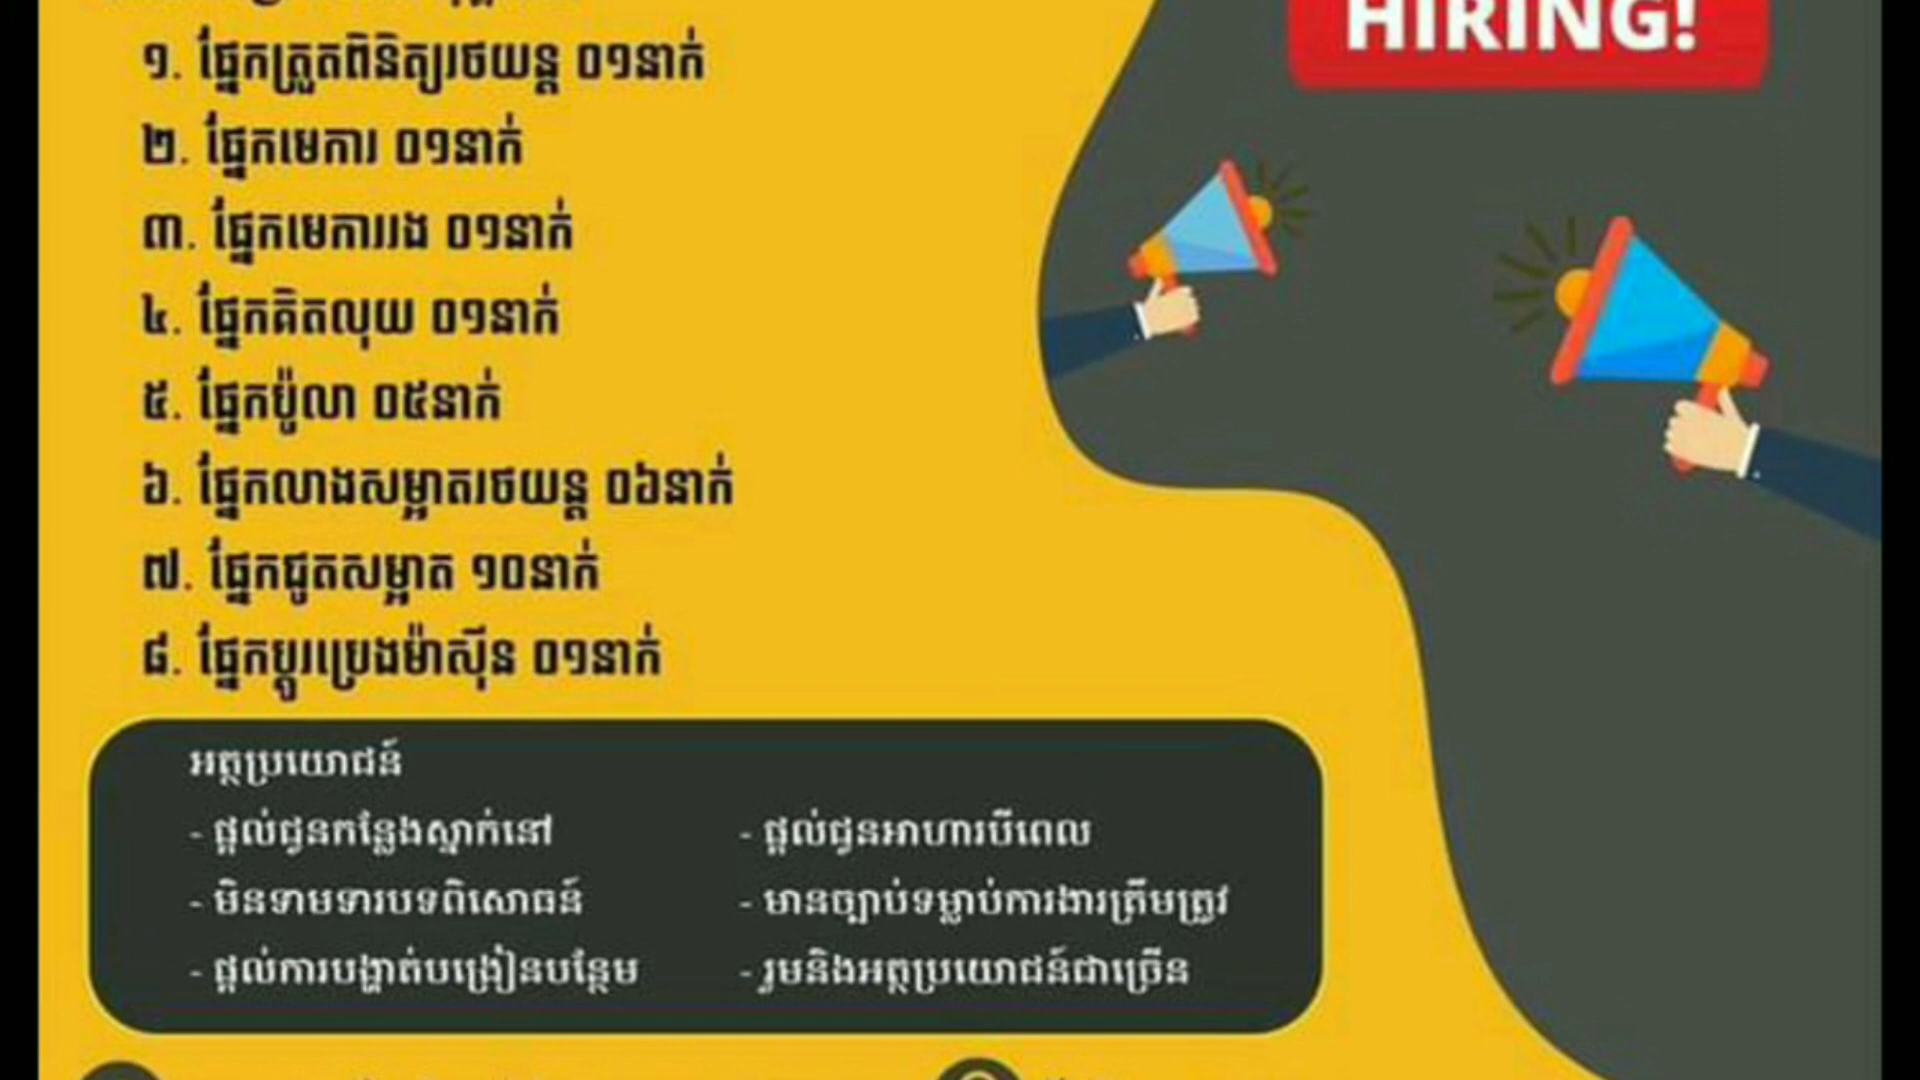 HIRING!
១. ផ្នែកត្រួតពិនិត្យរថយន្ត ០១នាក់
២. ផ្នែកមេការ ០១នាក់
៣. ផ្នែកមេការរង ០១នាក់
៤. ផ្នែកគិតលុយ ០១នាក់
៥. ផ្នែកប៉ូលា ០៥នាក់
៦. ផ្នែកលាងសម្អាតរថយន្ត ០៦នាក់
៧. ផ្នែកជូតសម្អាត ១០នាក់
៨. ផ្នែកប្តូរប្រេងម៉ាស៊ីន ០១នាក់
អត្ថប្រយោជន៍
- ផ្តល់ជូនកន្លែងស្នាក់នៅ
- មិនទាមទារបទពិសោធន៍
- ផ្តល់ការបង្ហាត់បង្រៀនបន្ថែម
- ផ្តល់ជូនអាហារបីពេល
- មានច្បាប់ទម្លាប់ការងារត្រឹមត្រូវ
- រួមនិងអត្ថប្រយោជន៍ជាច្រើន